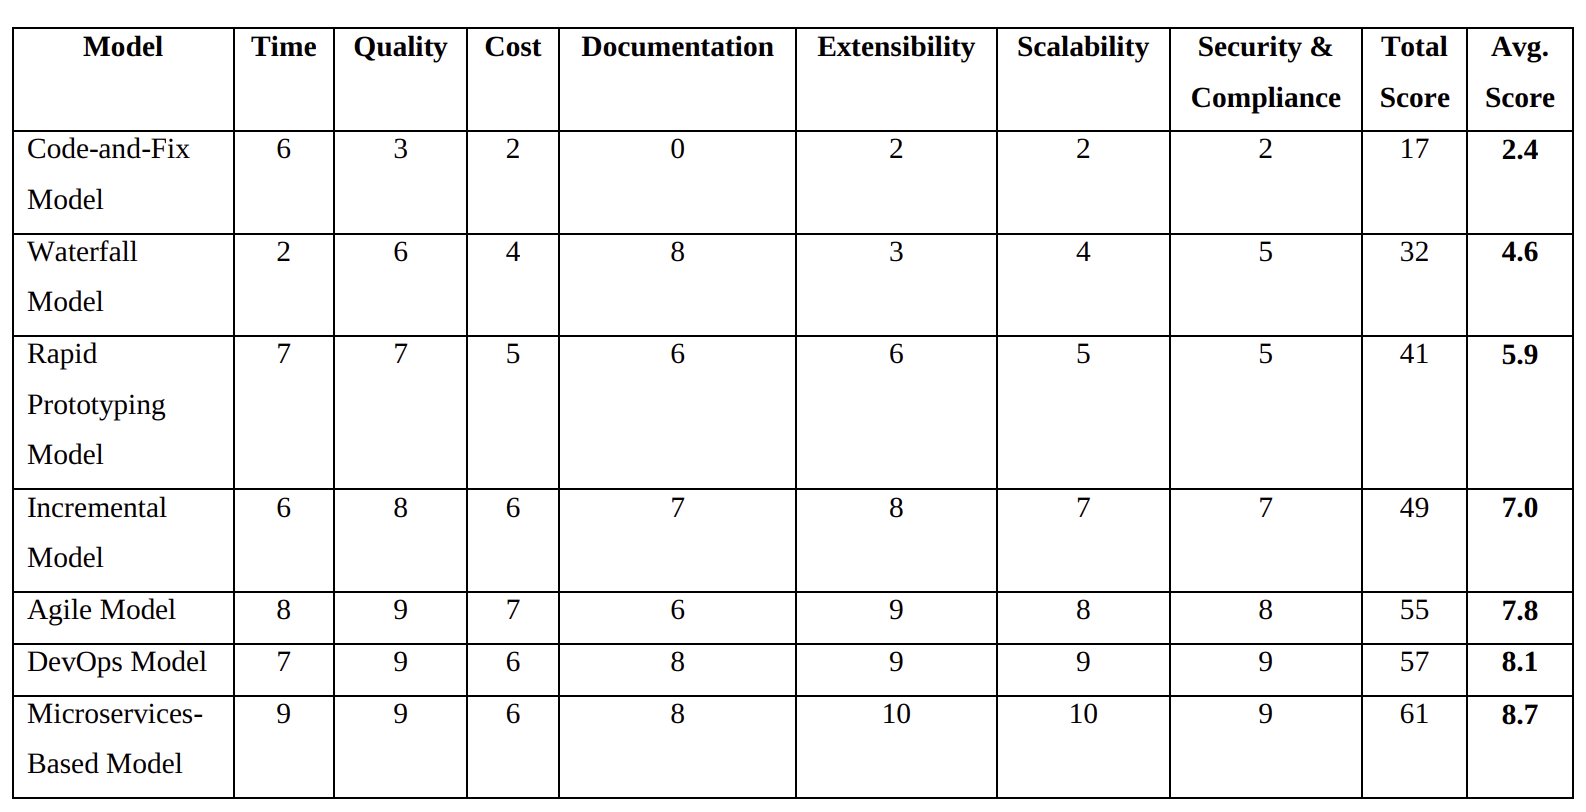 Model Time Quality Cost Documentation Extensibility Scalability Security & Total Avg.
Compliance Score Score
Code-and-Fix 6 3 2 0 2 2 2 17 2.4
Model
Waterfall 2 6 4 8 3 4 5 32 4.6
Model
Rapid 7 7 5 6 6 5 5 41 5.9
Prototyping
Model
Incremental 6 8 6 7 8 7 7 49 7.0
Model
Agile Model 8 9 7 6 9 8 8 55 7.8
DevOps Model 7 9 6 8 9 9 9 57 8.1
Microservices- 9 9 6 8 10 10 9 61 8.7
Based Model